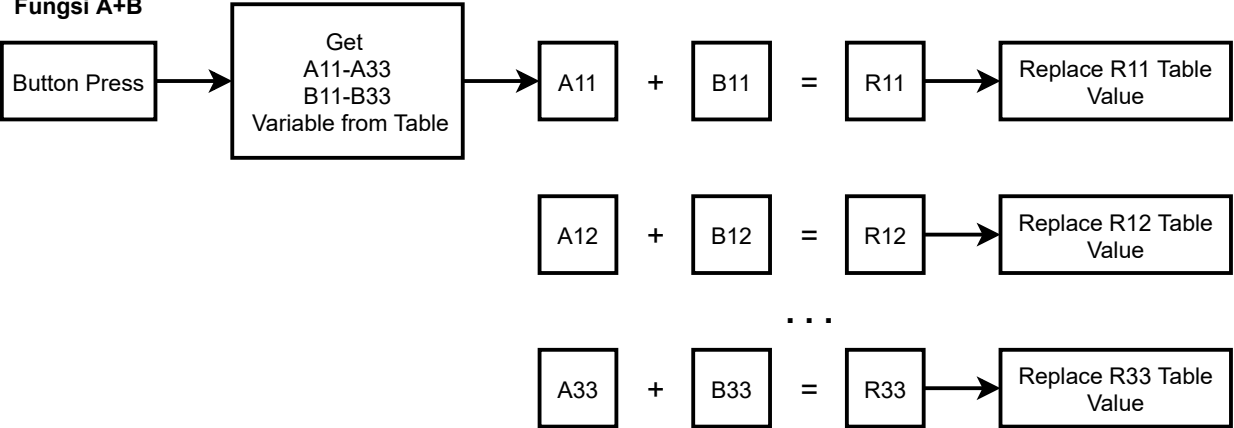 Fungsi A+B
Button Press
Get
A11-A33
B11-B33
Variable from Table
A11 + B11 = R11
Replace R11 Table
Value
A12 + B12 = R12
Replace R12 Table
Value
. . .
A33 + B33 = R33
Replace R33 Table
Value